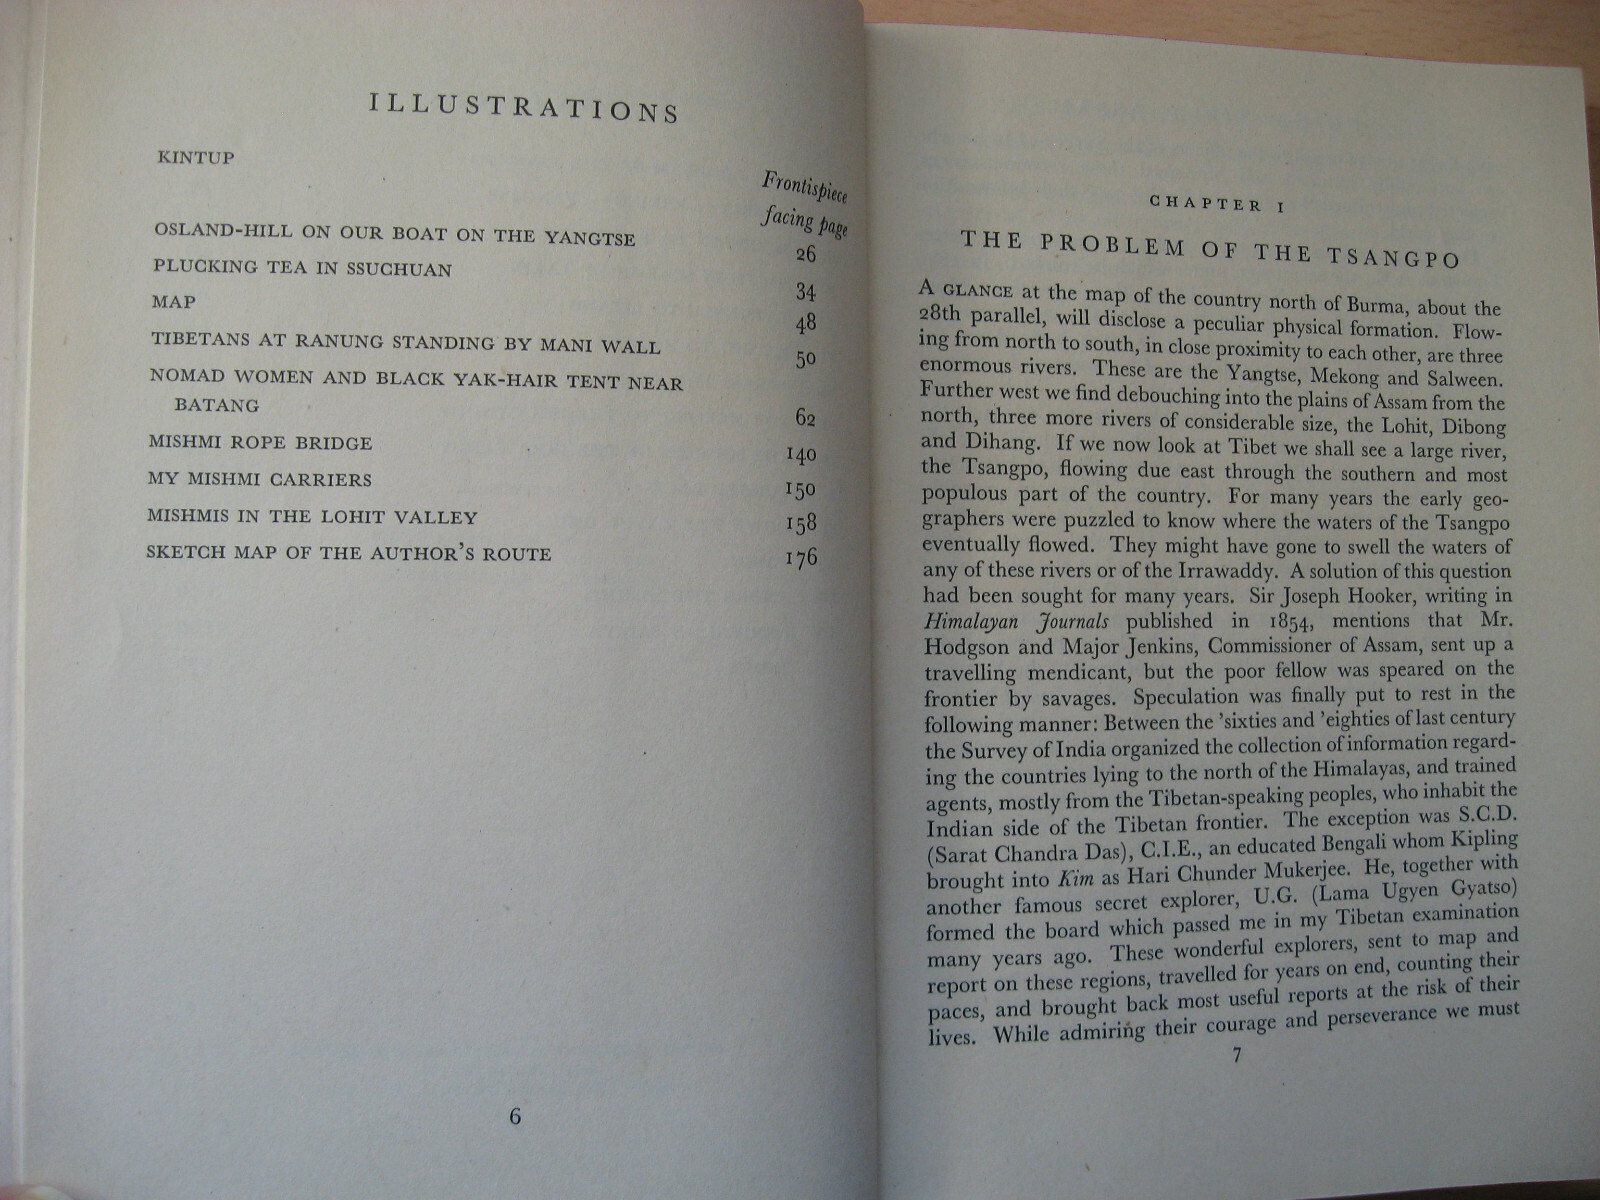 ILLUSTRATIONS
KINTUP Frontispiece
facing page
OSLAND-HILL ON OUR BOAT ON THE YANGTSE 26
PLUCKING TEA IN SSUCHUAN 34
MAP 48
TIBETANS AT RANUNG STANDING BY MANI WALL 50
NOMAD WOMEN AND BLACK YAK-HAIR TENT NEAR
BATANG 62
MISHMI ROPE BRIDGE 140
MY MISHMI CARRIERS 150
MISHMIS IN THE LOHIT VALLEY 158
SKETCH MAP OF THE AUTHOR'S ROUTE 176
6
CHAPTER I
THE PROBLEM OF THE TSANGPO
A GLANCE at the map of the country north of Burma, about the
28th parallel, will disclose a peculiar physical formation. Flow-
ing from north to south, in close proximity to each other, are three
enormous rivers. These are the Yangtse, Mekong and Salween.
Further west we find debouching into the plains of Assam from the
north, three more rivers of considerable size, the Lohit, Dibong
and Dihang. If we now look at Tibet we shall see a large river,
the Tsangpo, flowing due east through the southern and most
populous part of the country. For many years the early geo-
graphers were puzzled to know where the waters of the Tsangpo
eventually flowed. They might have gone to swell the waters of
any of these rivers or of the Irrawaddy. A solution of this question
had been sought for many years. Sir Joseph Hooker, writing in
Himalayan Journals published in 1854, mentions that Mr.
Hodgson and Major Jenkins, Commissioner of Assam, sent up a
travelling mendicant, but the poor fellow was speared on the
frontier by savages. Speculation was finally put to rest in the
following manner: Between the 'sixties and 'eighties of last century
the Survey of India organized the collection of information regard-
ing the countries lying to the north of the Himalayas, and trained
agents, mostly from the Tibetan-speaking peoples, who inhabit the
Indian side of the Tibetan frontier. The exception was S.C.D.
(Sarat Chandra Das), C.I.E., an educated Bengali whom Kipling
brought into Kim as Hari Chunder Mukerjee. He, together with
another famous secret explorer, U.G. (Lama Ugyen Gyatso)
formed the board which passed me in my Tibetan examination
many years ago. These wonderful explorers, sent to map and
report on these regions, travelled for years on end, counting their
paces, and brought back most useful reports at the risk of their
lives. While admiring their courage and perseverance we must
7